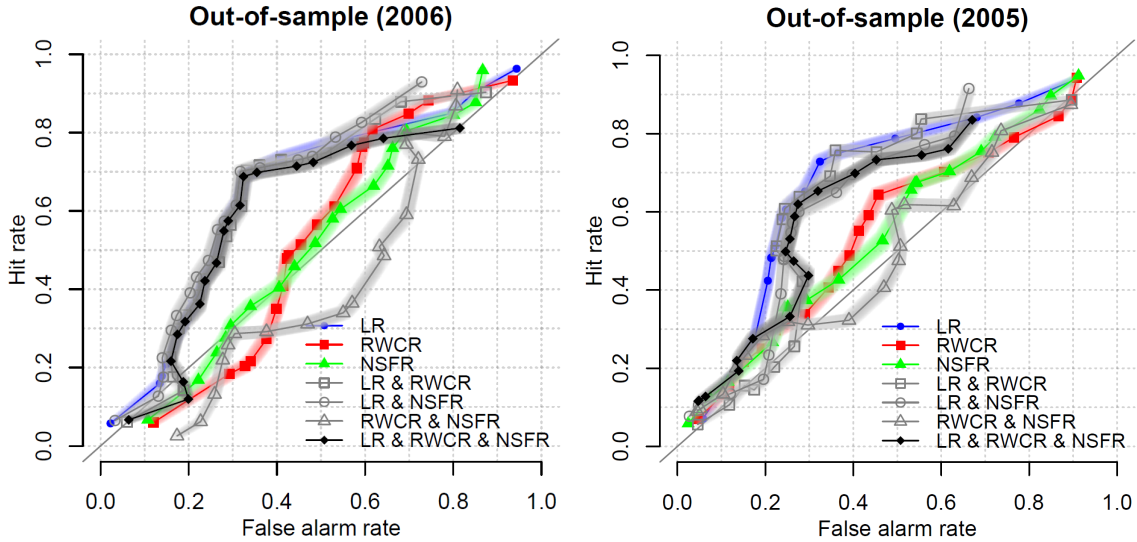 Out-of-sample (2006)
Hit rate
1.0
0.8
0.6
0.4
0.2
0.0
LR
RWCR
NSFR
LR & RWCR
LR & NSFR
RWCR & NSFR
LR & RWCR & NSFR
0.0 0.2 0.4 0.6 0.8 1.0
False alarm rate
Out-of-sample (2005)
Hit rate
1.0
0.8
0.6
0.4
0.2
0.0
LR
RWCR
NSFR
LR & RWCR
LR & NSFR
RWCR & NSFR
LR & RWCR & NSFR
0.0 0.2 0.4 0.6 0.8 1.0
False alarm rate